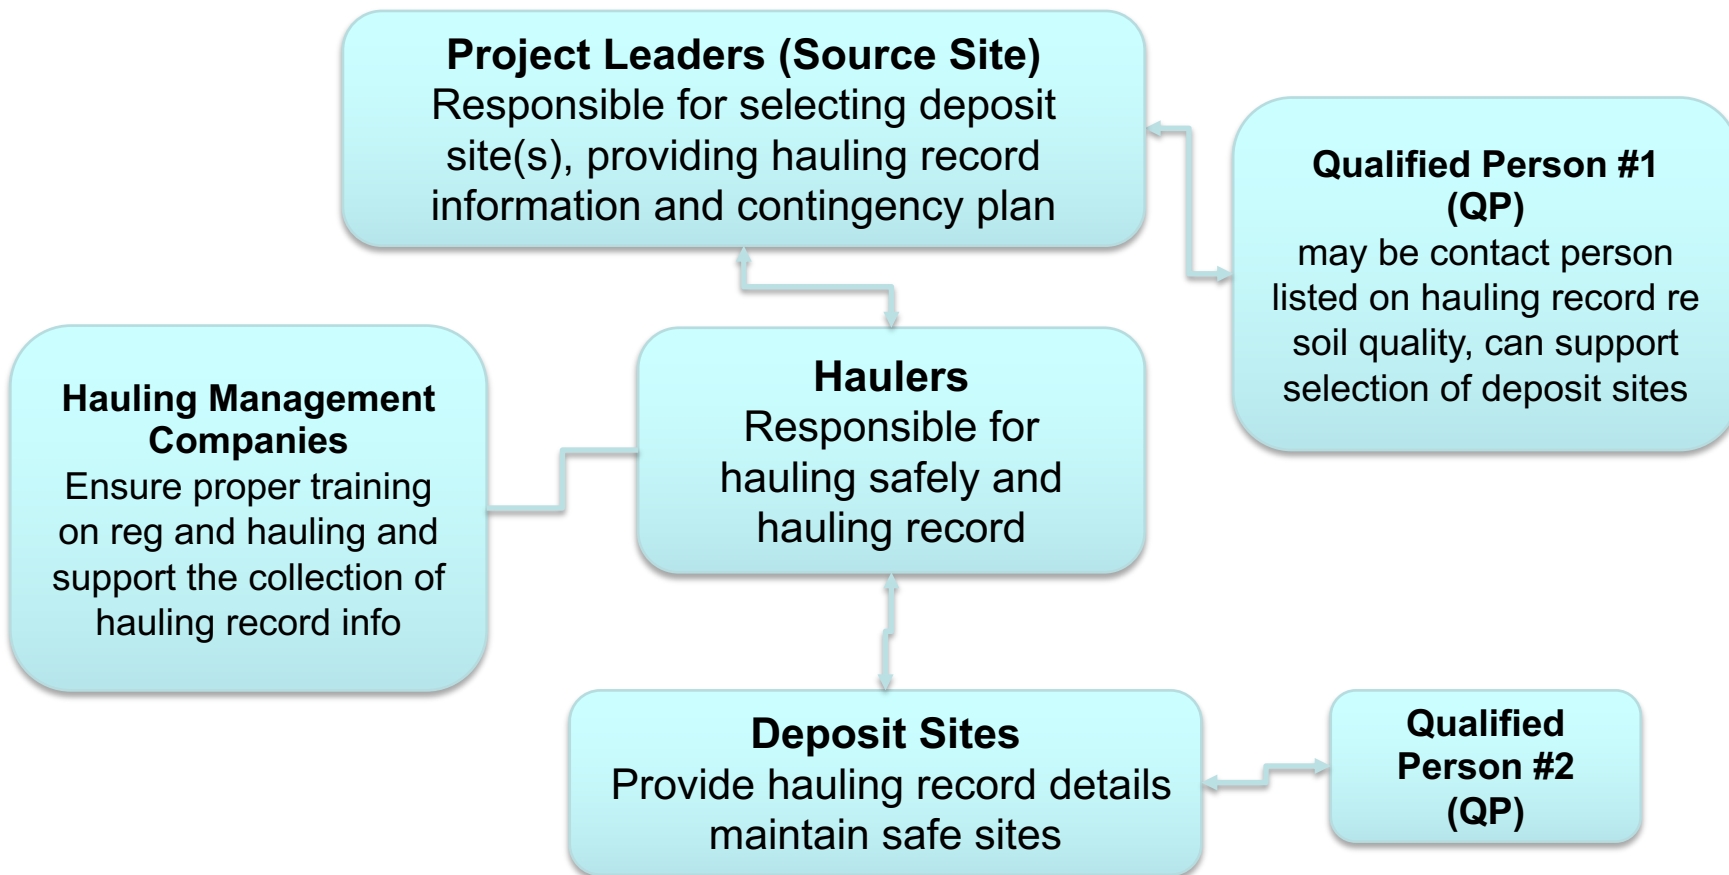 Project Leaders (Source Site)
Responsible for selecting deposit
site(s), providing hauling record
information and contingency plan
Qualified Person #1
(QP)
may be contact person
listed on hauling record re
soil quality, can support
selection of deposit sites
Hauling Management
Companies
Ensure proper training
on reg and hauling and
support the collection of
hauling record info
Haulers
Responsible for
hauling safely and
hauling record
Deposit Sites
Provide hauling record details
maintain safe sites
Qualified
Person #2
(QP)